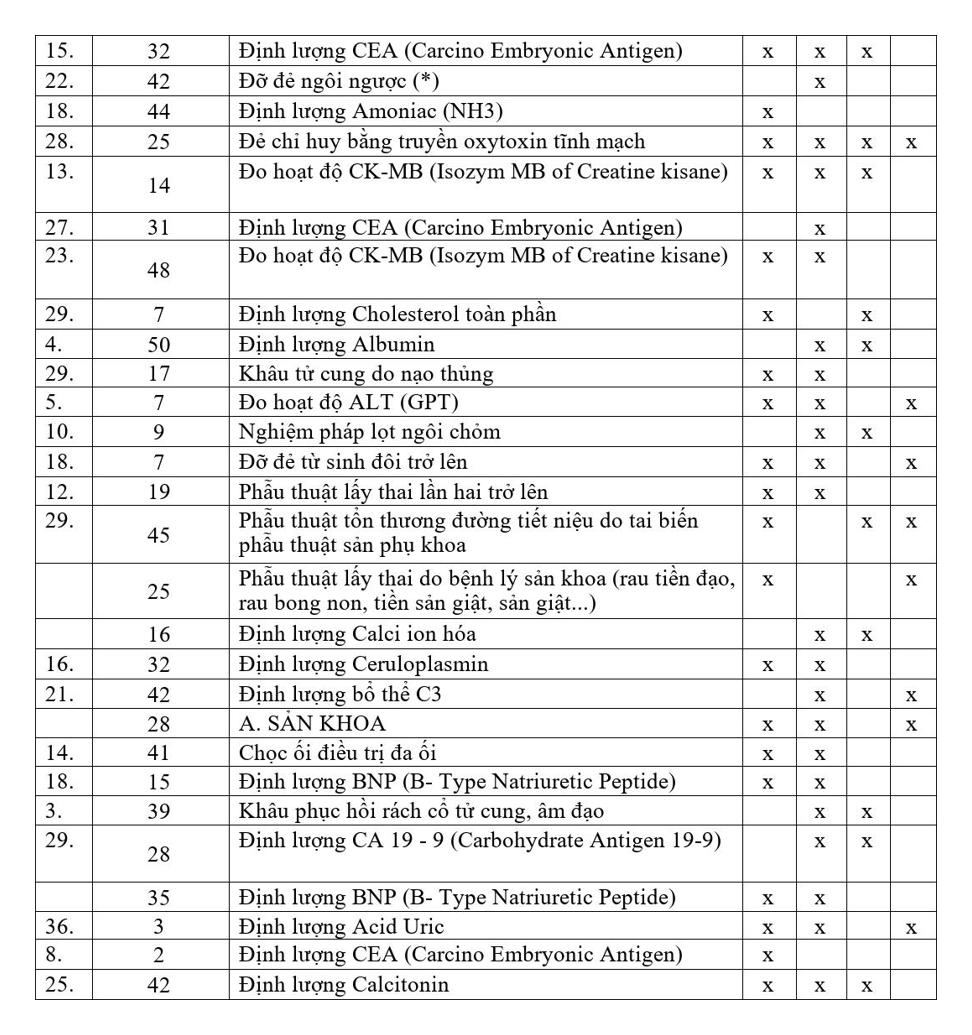 15. 32 Định lượng CEA (Carcino Embryonic Antigen) x x x
22. 42 Đỡ đẻ ngôi ngược (*) x
18. 44 Định lượng Amoniac (NH3) x
28. 25 Đẻ chỉ huy bằng truyền oxytoxin tĩnh mạch x x x x
13. 14 Đo hoạt độ CK-MB (Isozym MB of Creatine kisane) x x x
27. 31 Định lượng CEA (Carcino Embryonic Antigen) x
23. 48 Đo hoạt độ CK-MB (Isozym MB of Creatine kisane) x x
29. 7 Định lượng Cholesterol toàn phần x x
4. 50 Định lượng Albumin x x
29. 17 Khâu tử cung do nạo thủng x x
5. 7 Đo hoạt độ ALT (GPT) x x x
10. 9 Nghiệm pháp lọt ngôi chỏm x x
18. 7 Đỡ đẻ từ sinh đôi trở lên x x x
12. 19 Phẫu thuật lấy thai lần hai trở lên x x
29. 45 Phẫu thuật tổn thương đường tiết niệu do tai biến x x x
phẫu thuật sản phụ khoa
25 Phẫu thuật lấy thai do bệnh lý sản khoa (rau tiền đạo, x x
rau bong non, tiền sản giật, sản giật...)
16 Định lượng Calci ion hóa x x
16. 32 Định lượng Ceruloplasmin x x
21. 42 Định lượng bổ thể C3 x x
28 A. SẢN KHOA x x x
14. 41 Chọc ối điều trị đa ối x x
18. 15 Định lượng BNP (B- Type Natriuretic Peptide) x x
3. 39 Khâu phục hồi rách cổ tử cung, âm đạo x x
29. 28 Định lượng CA 19 - 9 (Carbohydrate Antigen 19-9) x x
35 Định lượng BNP (B- Type Natriuretic Peptide) x x
36. 3 Định lượng Acid Uric x x x
8. 2 Định lượng CEA (Carcino Embryonic Antigen) x
25. 42 Định lượng Calcitonin x x x